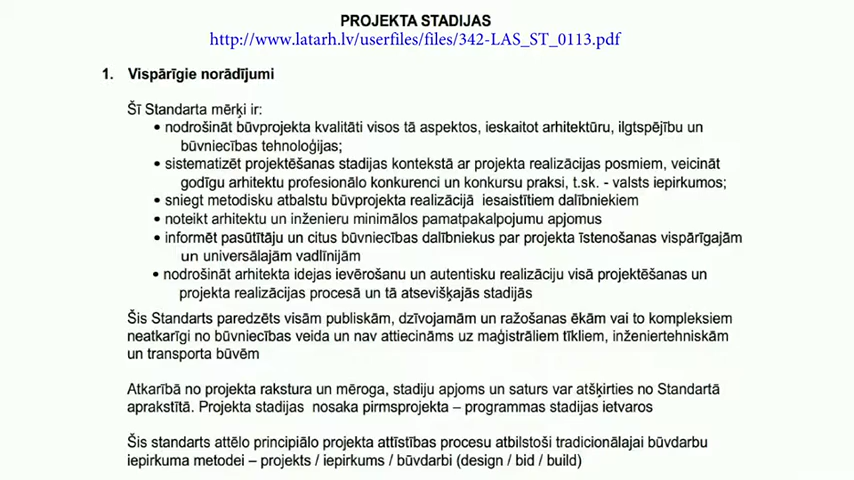 PROJEKTA STADIJAS
http://www.latarh.lv/userfiles/files/342-LAS_ST_0113.pdf
1. Vispārīgie norādījumi
Šī Standarta mērķi ir:
• nodrošināt būvprojekta kvalitāti visos tā aspektos, ieskaitot arhitektūru, ilgtspējību un
būvniecības tehnoloģijas;
• sistematizēt projektēšanas stadijas kontekstā ar projekta realizācijas posmiem, veicināt
godīgu arhitektu profesionālo konkurenci un konkursu praksi, t.sk. - valsts iepirkumos;
• sniegt metodisku atbalstu būvprojekta realizācijā iesaistītiem dalībniekiem
• noteikt arhitektu un inženieru minimālos pamatpakalpojumu apjomus
• informēt pasūtītāju un citus būvniecības dalībniekus par projekta īstenošanas vispārīgajām
un universālajām vadlīnijām
• nodrošināt arhitekta idejas ievērošanu un autentisku realizāciju visā projektēšanas un
projekta realizācijas procesā un tā atsevišķajās stadijās
Šis Standarts paredzēts visām publiskām, dzīvojamām un ražošanas ēkām vai to kompleksiem
neatkarīgi no būvniecības veida un nav attiecināms uz maģistrāliem tīkliem, inženiertehniskām
un transporta būvēm
Atkarībā no projekta rakstura un mēroga, stadiju apjoms un saturs var atšķirties no Standartā
aprakstītā. Projekta stadijas nosaka pirmsprojekta – programmas stadijas ietvaros
Šis standarts attēlo principiālo projekta attīstības procesu atbilstoši tradicionālajai būvdarbu
iepirkuma metodei – projekts / iepirkums / būvdarbi (design / bid / build)